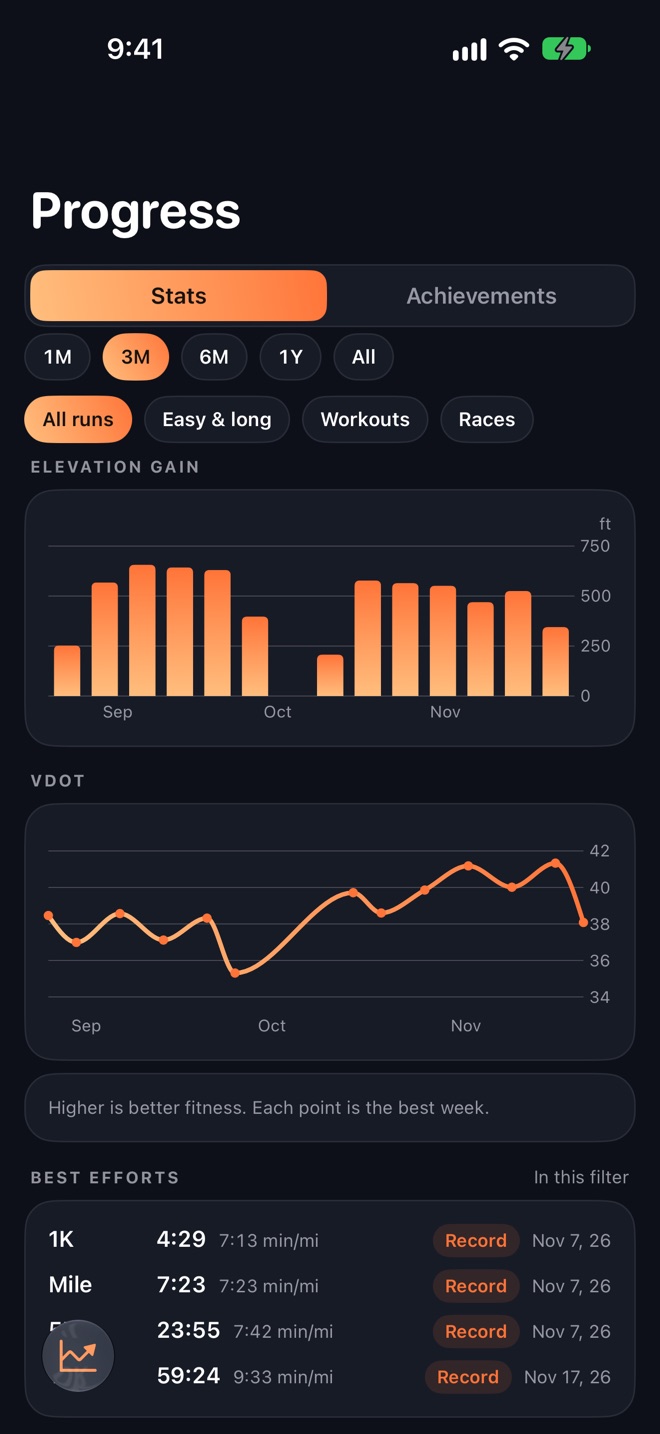 9:41
Progress
Stats Achievements
1M 3M 6M 1Y All
All runs Easy & long Workouts Races
ELEVATION GAIN
ft
750
500
250
0
Sep Oct Nov
VDOT
42
40
38
36
34
Sep Oct Nov
Higher is better fitness. Each point is the best week.
BEST EFFORTS In this filter
1K 4:29 7:13 min/mi Record Nov 7, 26
Mile 7:23 7:23 min/mi Record Nov 7, 26
23:55 7:42 min/mi Record Nov 7, 26
59:24 9:33 min/mi Record Nov 17, 26